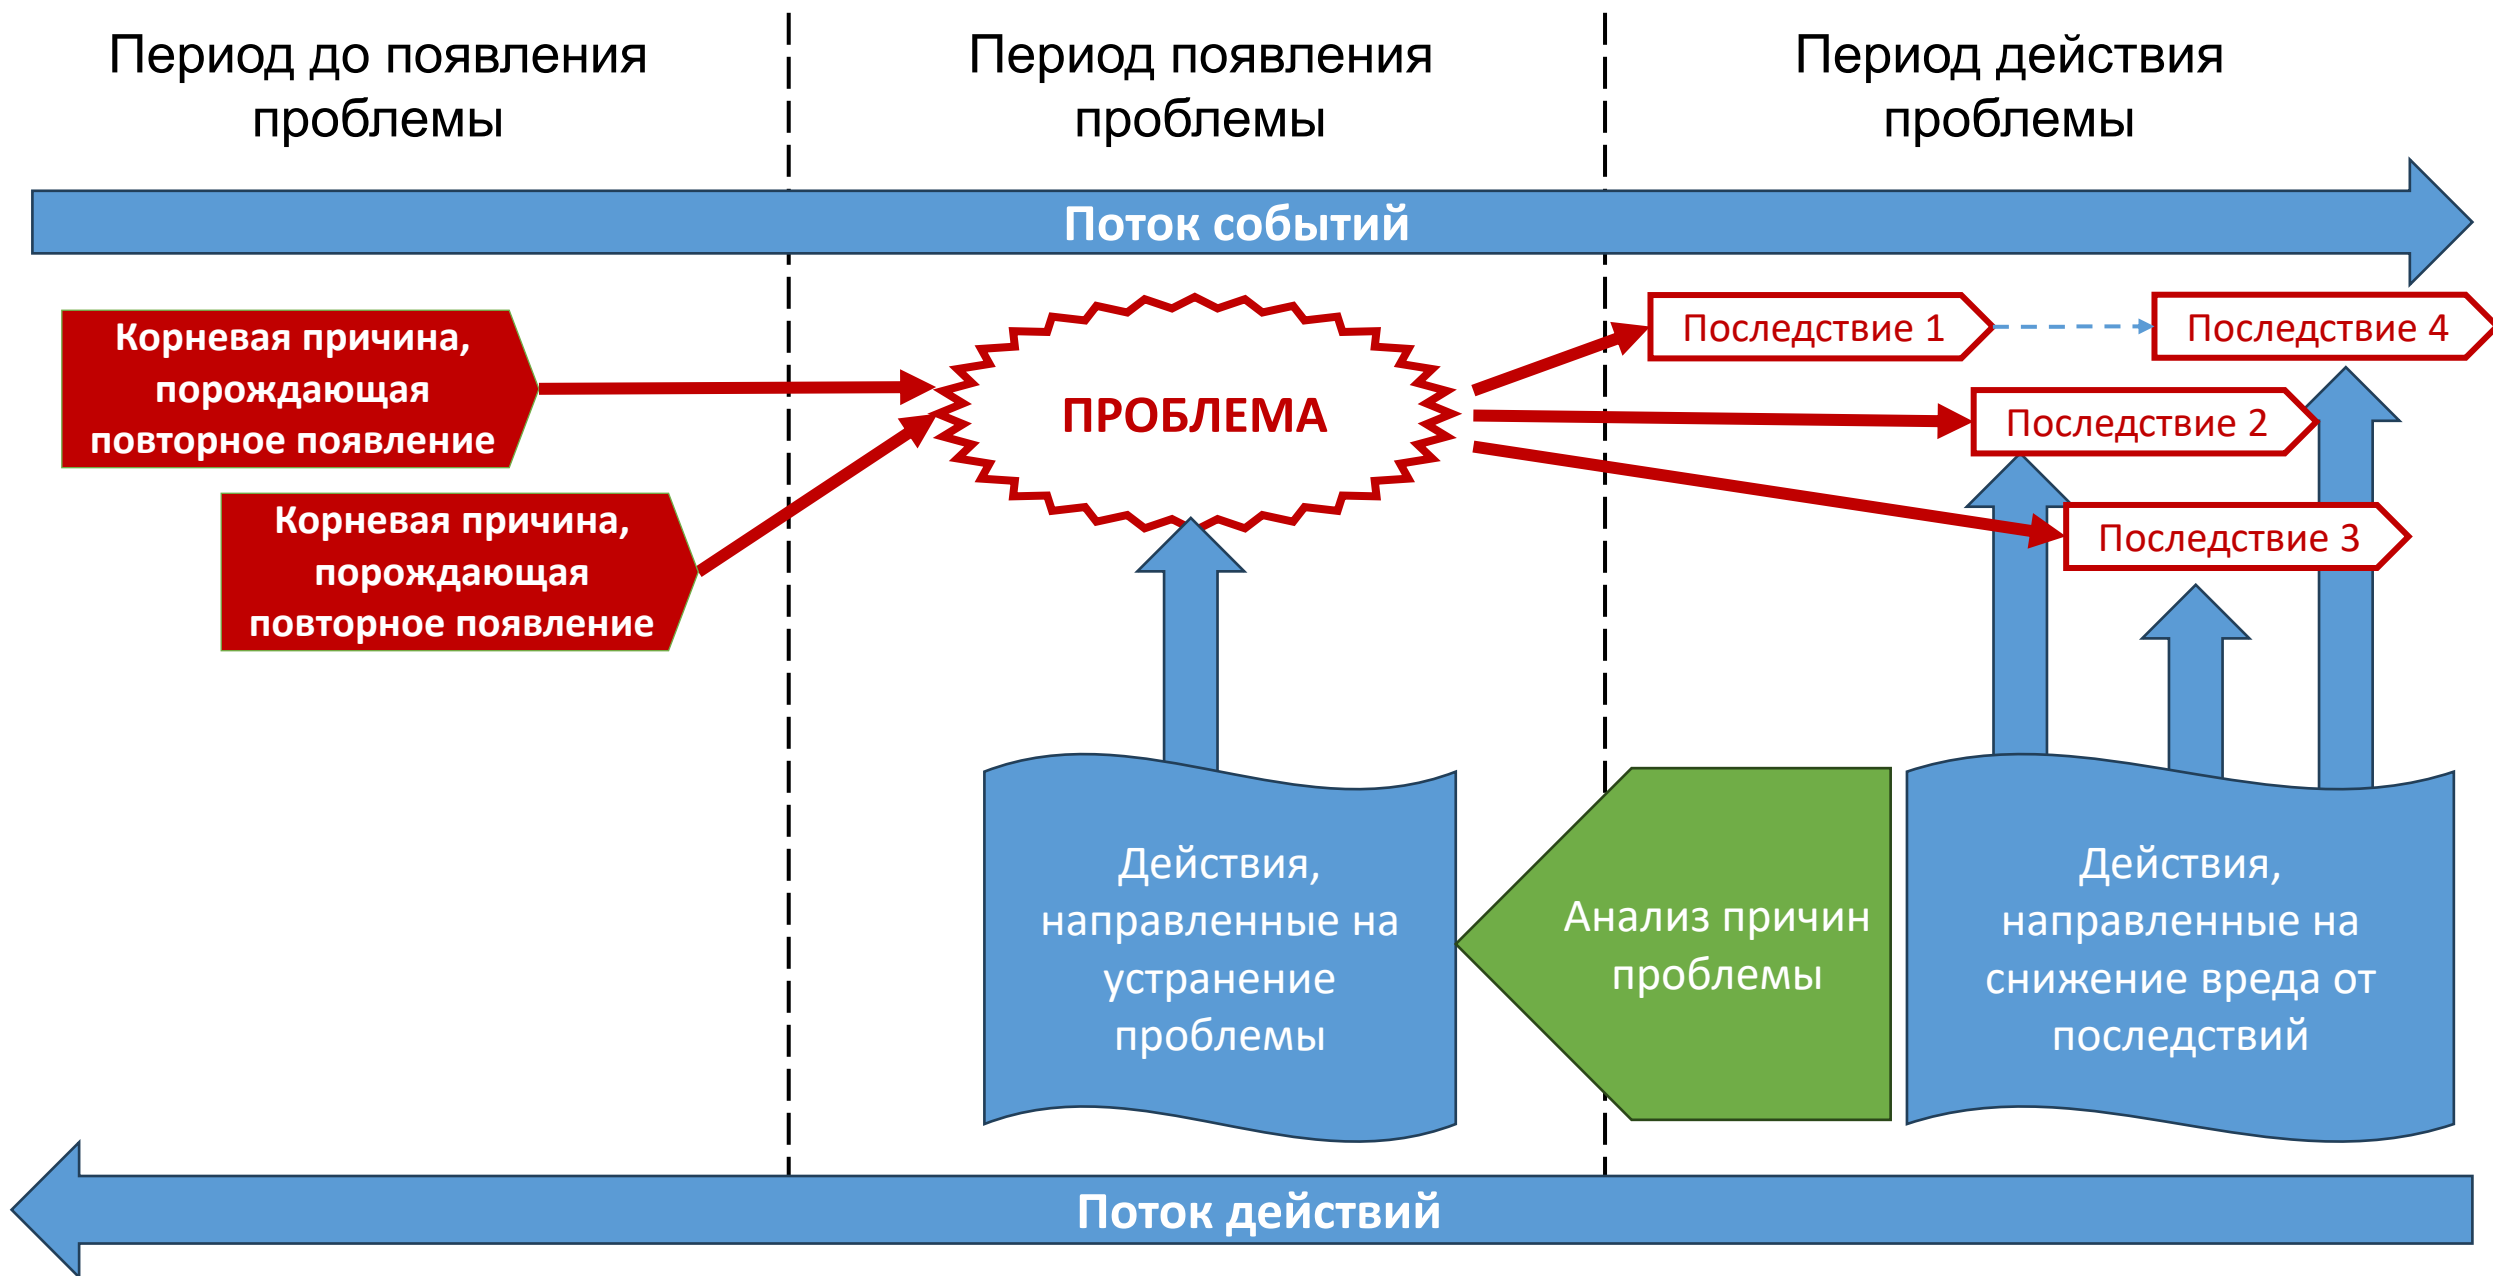 Период до появления
проблемы
Период появления
проблемы
Период действия
проблемы
Поток событий
Корневая причина,
порождающая
повторное появление
Корневая причина,
порождающая
повторное появление
ПРОБЛЕМА
Последствие 1
Последствие 4
Последствие 2
Последствие 3
Действия,
направленные на
устранение
проблемы
Анализ причин
проблемы
Действия,
направленные на
снижение вреда от
последствий
Поток действий